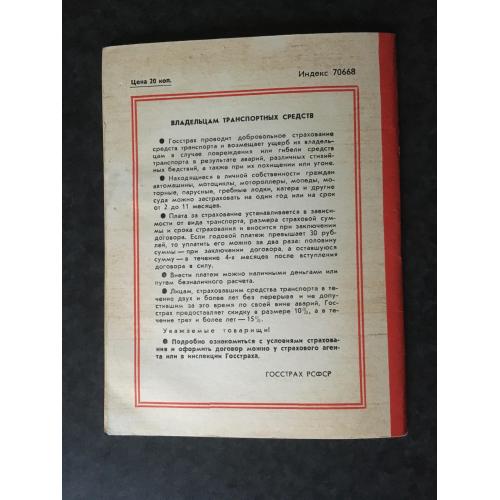 Цена 20 коп.
Индекс 70668
ВЛАДЕЛЬЦАМ ТРАНСПОРТНЫХ СРЕДСТВ
● Госстрах проводит добровольное страхование
средств транспорта и возмещает ущерб их владель-
цам в случае повреждения или гибели средств
транспорта в результате аварий, различных стихий-
ных бедствий, а также при их похищении или угоне.
● Находящиеся в личной собственности граждан
автомашины, мотоциклы, мотороллеры, мопеды, мо-
торные, парусные, гребные лодки, катера и другие
суда можно застраховать на один год или на срок
от 2 до 11 месяцев.
● Плата за страхование устанавливается в зависи-
мости от вида транспорта, размера страховой сум-
мы и срока страхования и вносится при заключении
договора. Если годовой платеж превышает 30 руб-
лей, то уплатить его можно за два раза: половину
суммы — при заключении договора, а оставшуюся
сумму — в течение 4-х месяцев после вступления
договора в силу.
● Внести платеж можно наличными деньгами или
путем безналичного расчета.
● Лицам, страховавшим средства транспорта в те-
чение двух и более лет без перерыва и не допу-
стившим за это время по своей вине аварий, Гос-
страх предоставляет скидку в размере 10%, а в те-
чение трех и более лет — 15%.
Уважаемые товарищи!
● Подробно ознакомиться с условиями страхова-
ния и оформить договор можно у страхового аген-
та или в инспекции Госстраха.
ГОССТРАХ РСФСР